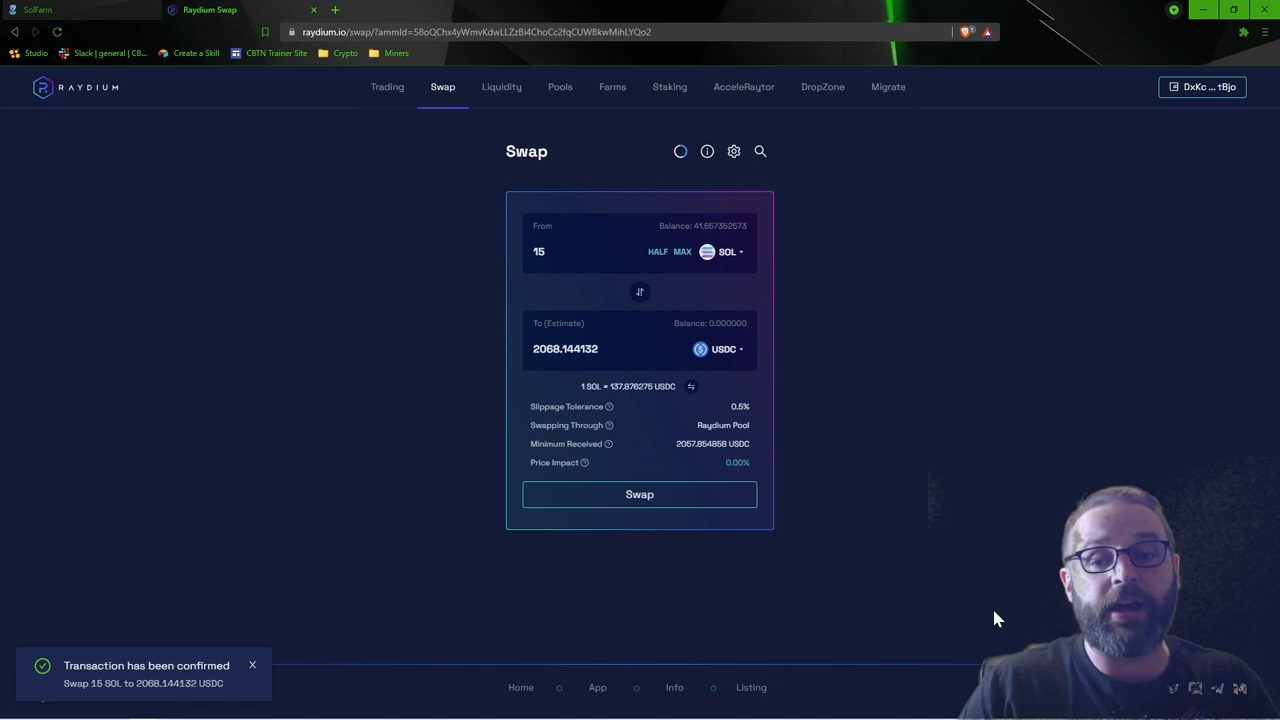 SolFarm
Raydium Swap
raydium.io/swap/?ammId=58oQChx4yWmvKdwLLZzBi4ChoCc2fqCUWBkwMihLYQo2
Studio
Slack | general | CB...
Create a Skill
CBTN Trainer Site
Crypto
Miners
RAYDIUM
Trading
Swap
Liquidity
Pools
Farms
Staking
AcceleRaytor
DropZone
Migrate
DxKc ... tBjo
Swap
From
Balance: 41.657352573
15
HALF MAX
SOL
To (Estimate)
Balance: 0.000000
2068.144132
USDC
1 SOL ≈ 137.876275 USDC
Slippage Tolerance
0.5%
Swapping Through
Raydium Pool
Minimum Received
2057.854858 USDC
Price Impact
0.00%
Swap
Transaction has been confirmed
Swap 15 SOL to 2068.144132 USDC
Home
App
Info
Listing